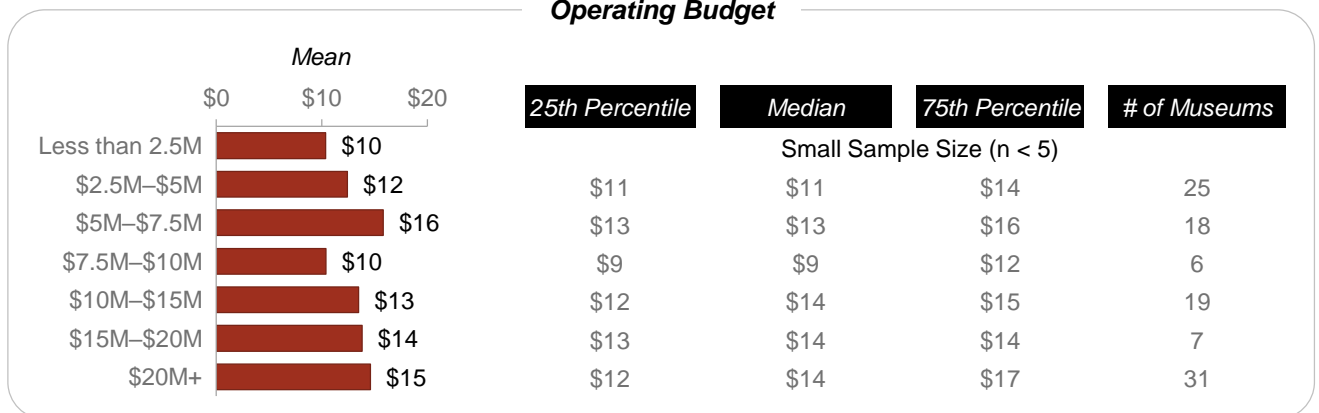 Operating Budget
Mean
$0 $10 $20
25th Percentile Median 75th Percentile # of Museums
Less than 2.5M $10 Small Sample Size (n < 5)
$2.5M–$5M $12 $11 $11 $14 25
$5M–$7.5M $16 $13 $13 $16 18
$7.5M–$10M $10 $9 $9 $12 6
$10M–$15M $13 $12 $14 $15 19
$15M–$20M $14 $13 $14 $14 7
$20M+ $15 $12 $14 $17 31